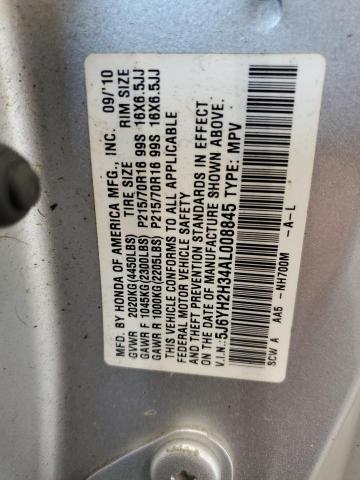 MFD. BY HONDA OF AMERICA MFG., INC. 09/'10
TIRE SIZE RIM SIZE
GVWR 2020KG(4450LBS)
GAWR F 1045KG(2300LBS) P215/70R16 99S 16X6.5JJ
GAWR R 1000KG(2205LBS) P215/70R16 99S 16X6.5JJ
THIS VEHICLE CONFORMS TO ALL APPLICABLE
FEDERAL MOTOR VEHICLE SAFETY
AND THEFT PREVENTION STANDARDS IN EFFECT
ON THE DATE OF MANUFACTURE SHOWN ABOVE.
V.I.N.: 5J6YH2H34AL008845 TYPE: MPV
SCW A AA5 -NH700M -A-L